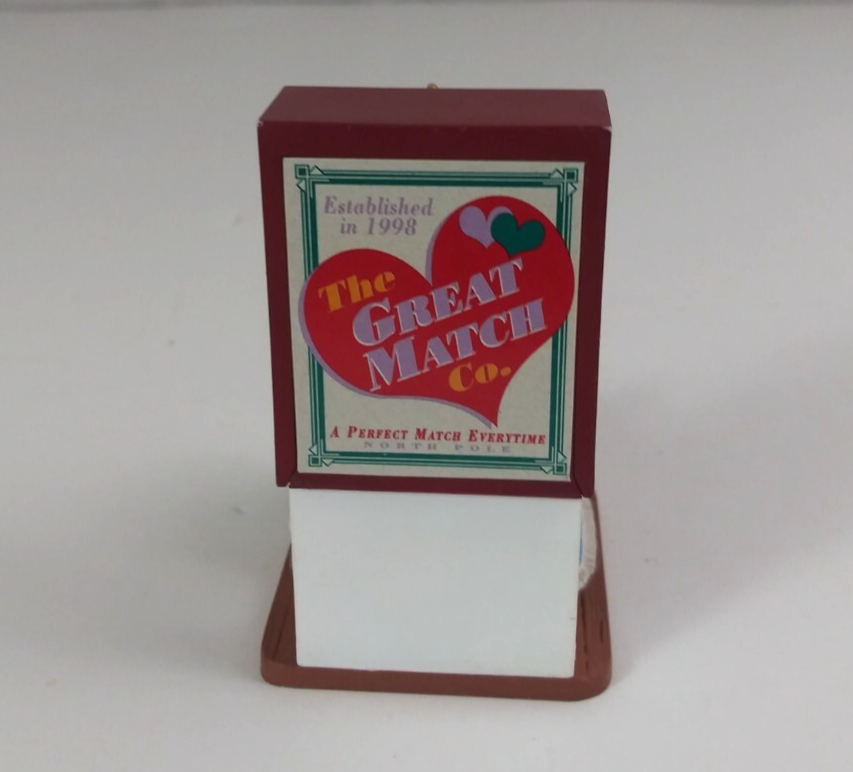 Established
in 1998
The
GREAT
MATCH
Co.
A PERFECT MATCH EVERYTIME
NORTH POLE